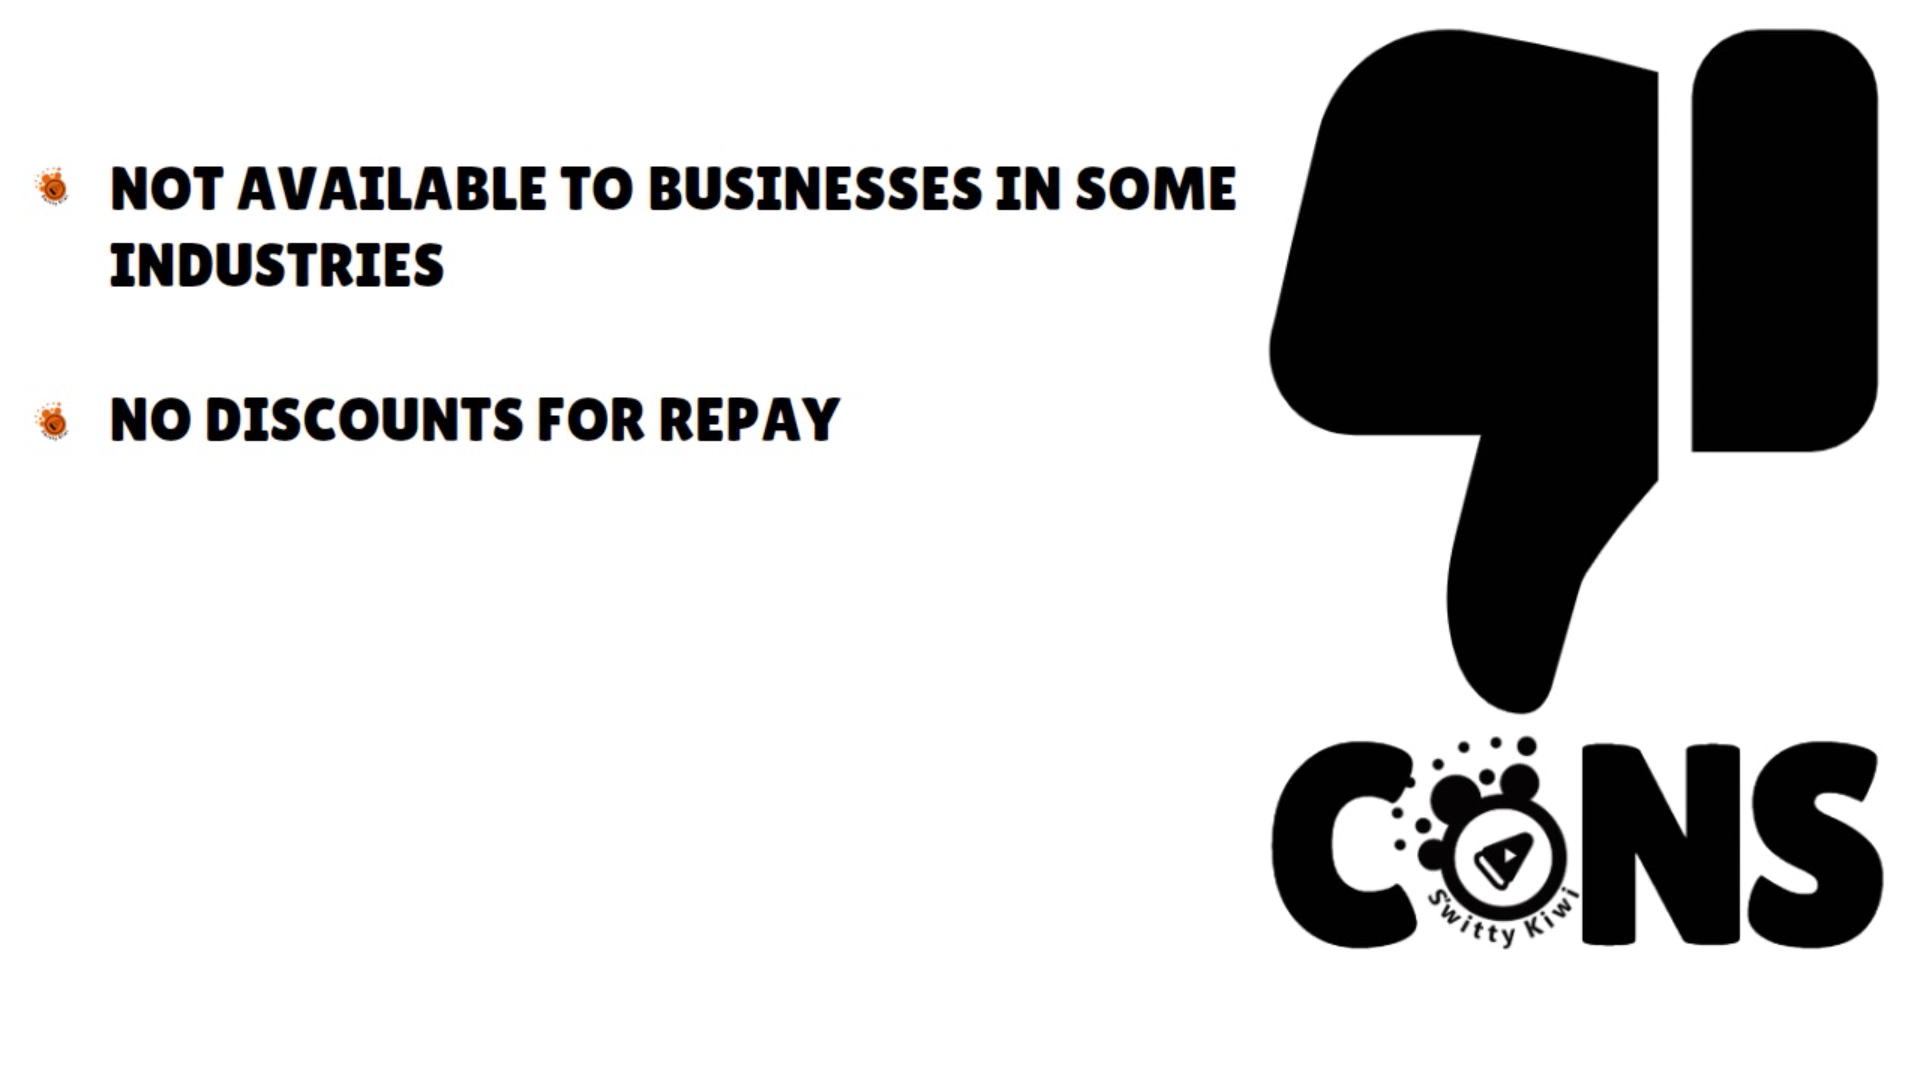 NOT AVAILABLE TO BUSINESSES IN SOME
INDUSTRIES
NO DISCOUNTS FOR REPAY
CONS
Switty Kiwi